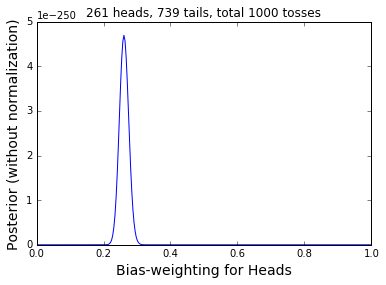 261 heads, 739 tails, total 1000 tosses
1e−250
5
4
3
2
1
0
Posterior (without normalization)
0.0 0.2 0.4 0.6 0.8 1.0
Bias-weighting for Heads